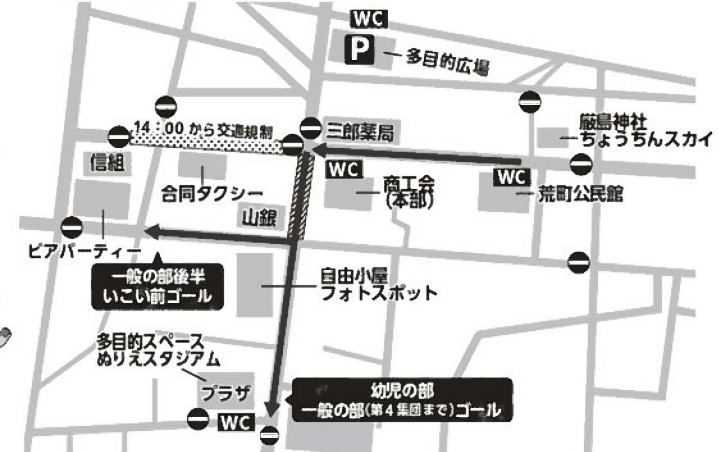 WC
P
多目的広場
14:00から交通規制
三郎薬局
厳島神社
ちょうちんスカイ
信組
WC
WC
合同タクシー
商工会
(本部)
荒町公民館
山銀
ビアパーティー
一般の部後半
いこい前ゴール
自由小屋
フォトスポット
多目的スペース
ぬりえスタジアム
プラザ
幼児の部
一般の部(第4集団まで)ゴール
WC